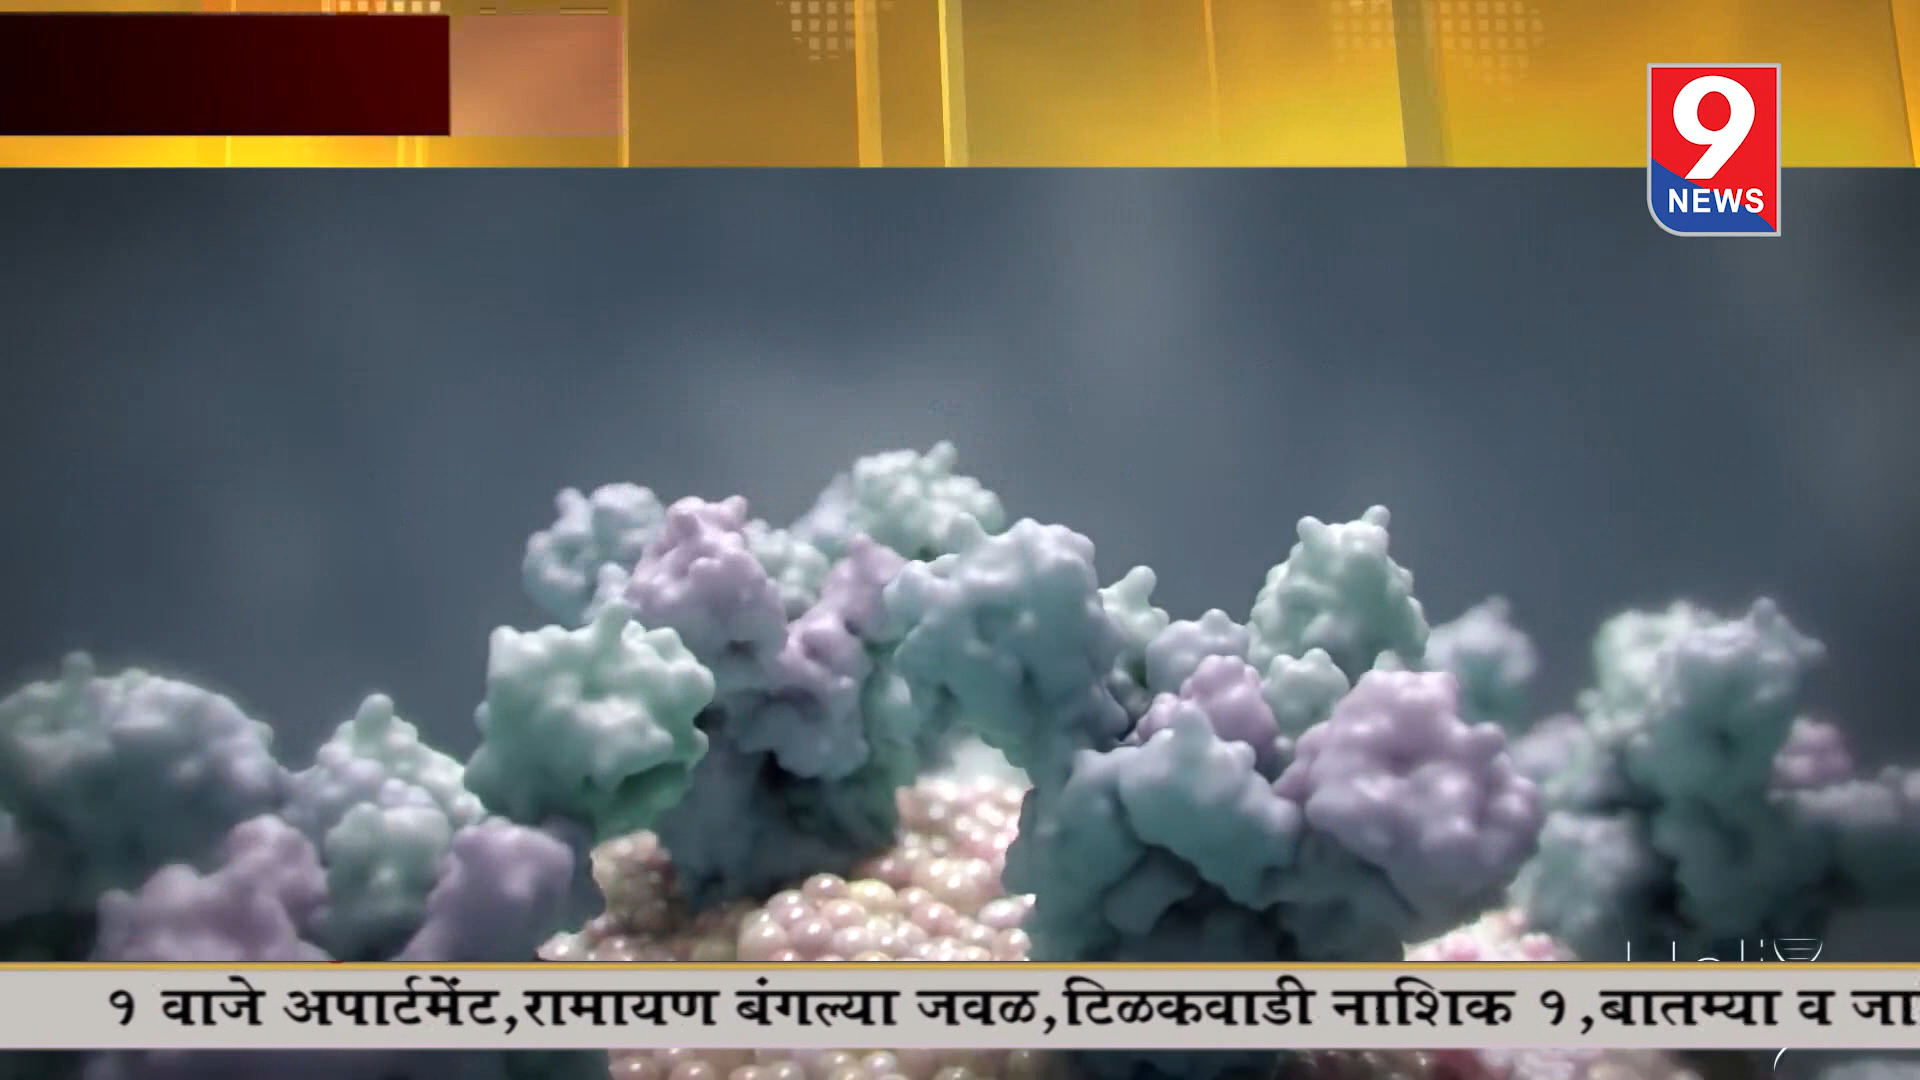 9
NEWS
१ वाजे अपार्टमेंट,रामायण बंगल्या जवळ,टिळकवाडी नाशिक १,बातम्या व जा